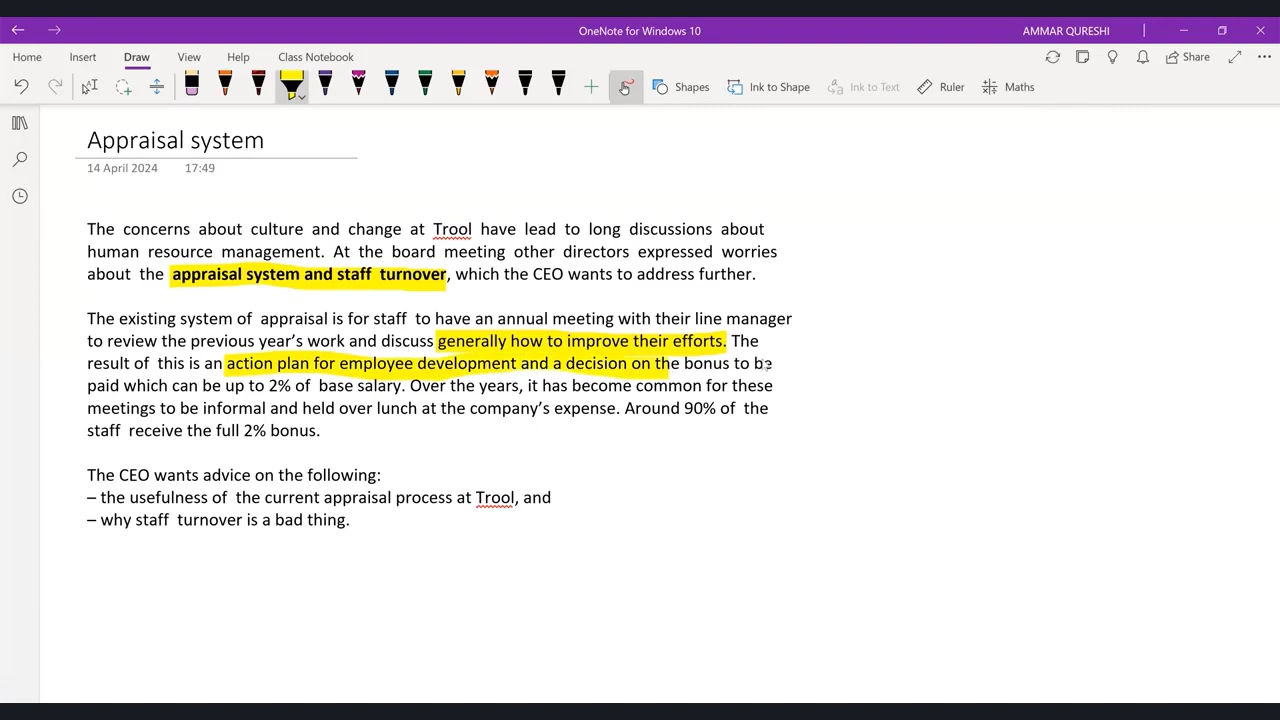 OneNote for Windows 10
AMMAR QURESHI
Home Insert Draw View Help Class Notebook
Share
Shapes Ink to Shape Ink to Text Ruler Maths
Appraisal system
14 April 2024 17:49
The concerns about culture and change at Trool have lead to long discussions about
human resource management. At the board meeting other directors expressed worries
about the appraisal system and staff turnover, which the CEO wants to address further.
The existing system of appraisal is for staff to have an annual meeting with their line manager
to review the previous year's work and discuss generally how to improve their efforts. The
result of this is an action plan for employee development and a decision on the bonus to be
paid which can be up to 2% of base salary. Over the years, it has become common for these
meetings to be informal and held over lunch at the company's expense. Around 90% of the
staff receive the full 2% bonus.
The CEO wants advice on the following:
– the usefulness of the current appraisal process at Trool, and
– why staff turnover is a bad thing.